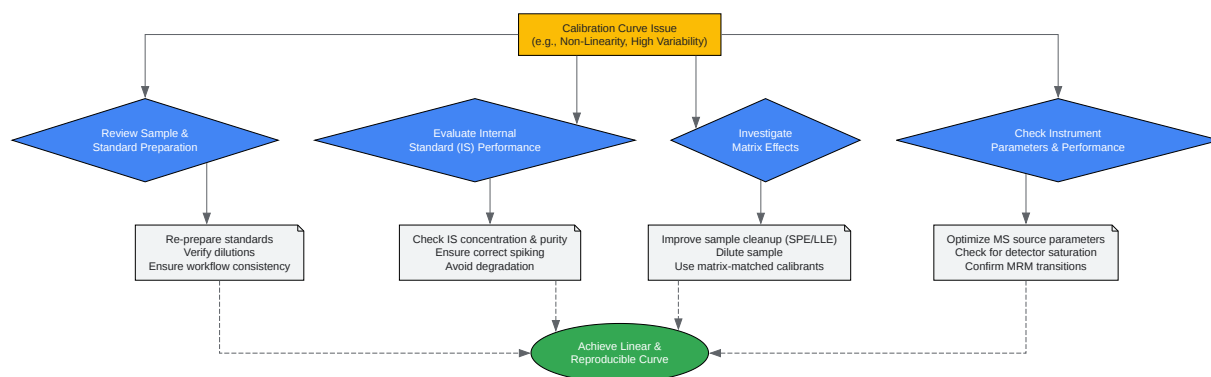 Calibration Curve Issue
(e.g., Non-Linearity, High Variability)
Review Sample &
Standard Preparation
Evaluate Internal
Standard (IS) Performance
Investigate
Matrix Effects
Check Instrument
Parameters & Performance
Re-prepare standards
Verify dilutions
Ensure workflow consistency
Check IS concentration & purity
Ensure correct spiking
Avoid degradation
Improve sample cleanup (SPE/LLE)
Dilute sample
Use matrix-matched calibrants
Optimize MS source parameters
Check for detector saturation
Confirm MRM transitions
Achieve Linear &
Reproducible Curve